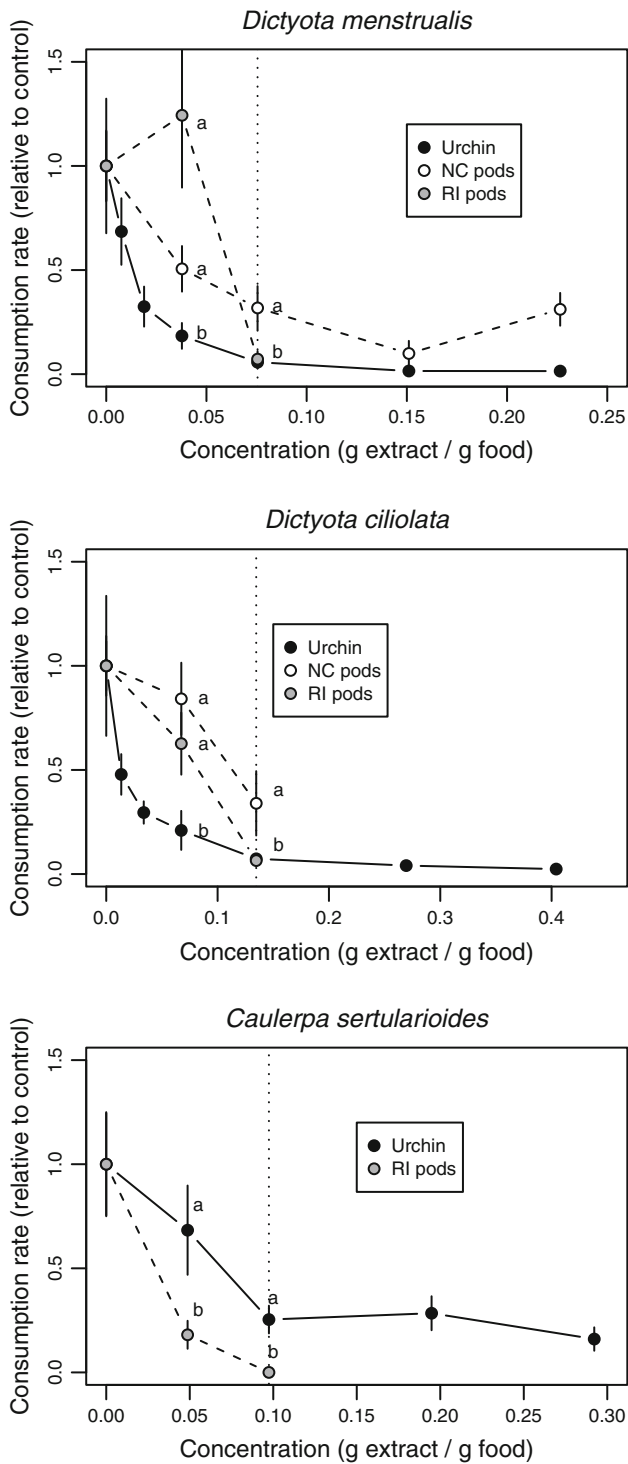 Dictyota menstrualis
Consumption rate (relative to control)
1.5
1.0
0.5
0.0
a
a
b
a
b
Urchin
NC pods
RI pods
0.00 0.05 0.10 0.15 0.20 0.25
Concentration (g extract / g food)
Dictyota ciliolata
Consumption rate (relative to control)
1.5
1.0
0.5
0.0
a
a
b
a
b
Urchin
NC pods
RI pods
0.0 0.1 0.2 0.3 0.4
Concentration (g extract / g food)
Caulerpa sertularioides
Consumption rate (relative to control)
1.5
1.0
0.5
0.0
a
b
a
b
Urchin
RI pods
0.00 0.05 0.10 0.15 0.20 0.25 0.30
Concentration (g extract / g food)